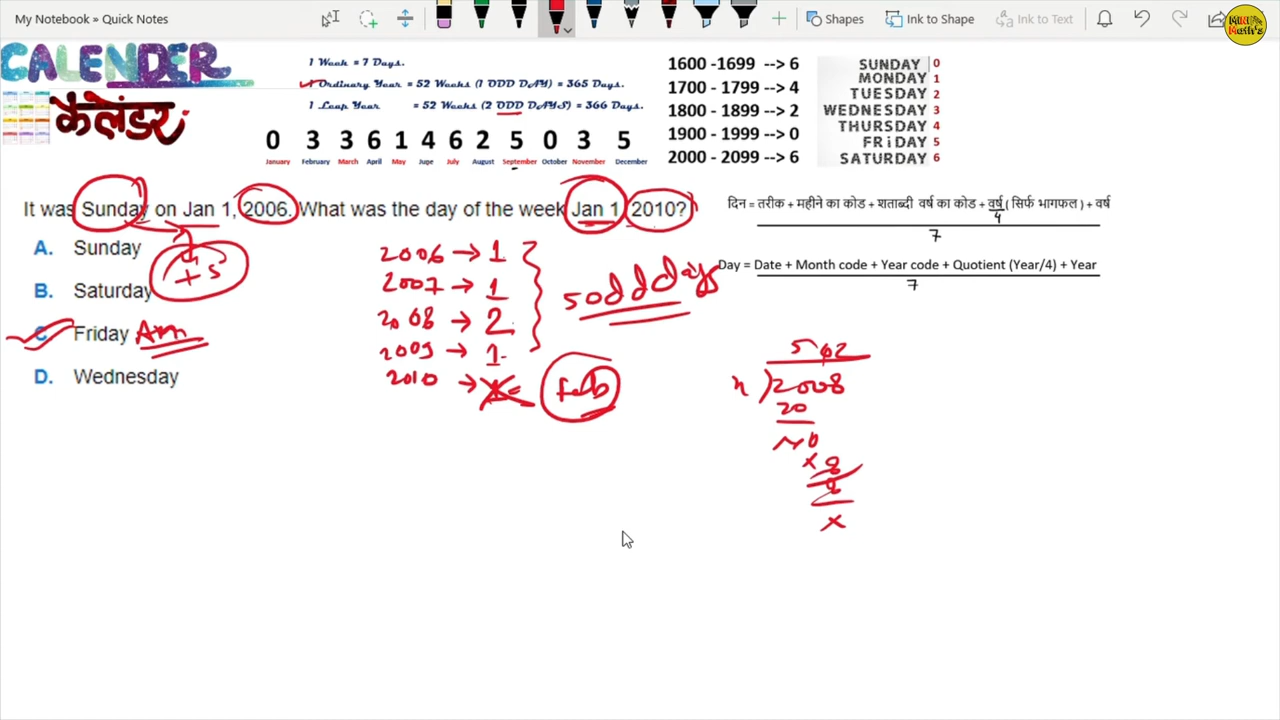 My Notebook » Quick Notes
Shapes
Ink to Shape
Ink to Text
MINI Math's
CALENDER
कैलेंडर
1 Week = 7 Days.
1 Ordinary Year = 52 Weeks (1 ODD DAY) = 365 Days.
1 Leap Year = 52 Weeks (2 ODD DAYS) = 366 Days.
0 3 3 6 1 4 6 2 5 0 3 5
January February March April May June July August September October November December
1600 -1699 --> 6
1700 - 1799 --> 4
1800 - 1899 --> 2
1900 - 1999 --> 0
2000 - 2099 --> 6
SUNDAY 0
MONDAY 1
TUESDAY 2
WEDNESDAY 3
THURSDAY 4
FRiDAY 5
SATURDAY 6
It was Sunday on Jan 1, 2006. What was the day of the week Jan 1 2010?
A. Sunday
B. Saturday
C. Friday Ans
D. Wednesday
+5
2006 → 1
2007 → 1
2008 → 2
2009 → 1
2010 →
5 odd days
Feb
दिन = तरीक + महीने का कोड + शताब्दी वर्ष का कोड + वर्ष ( सिर्फ भागफल ) + वर्ष
4
7
Day = Date + Month code + Year code + Quotient (Year/4) + Year
7
502
4 ) 2008
20
8
8
×